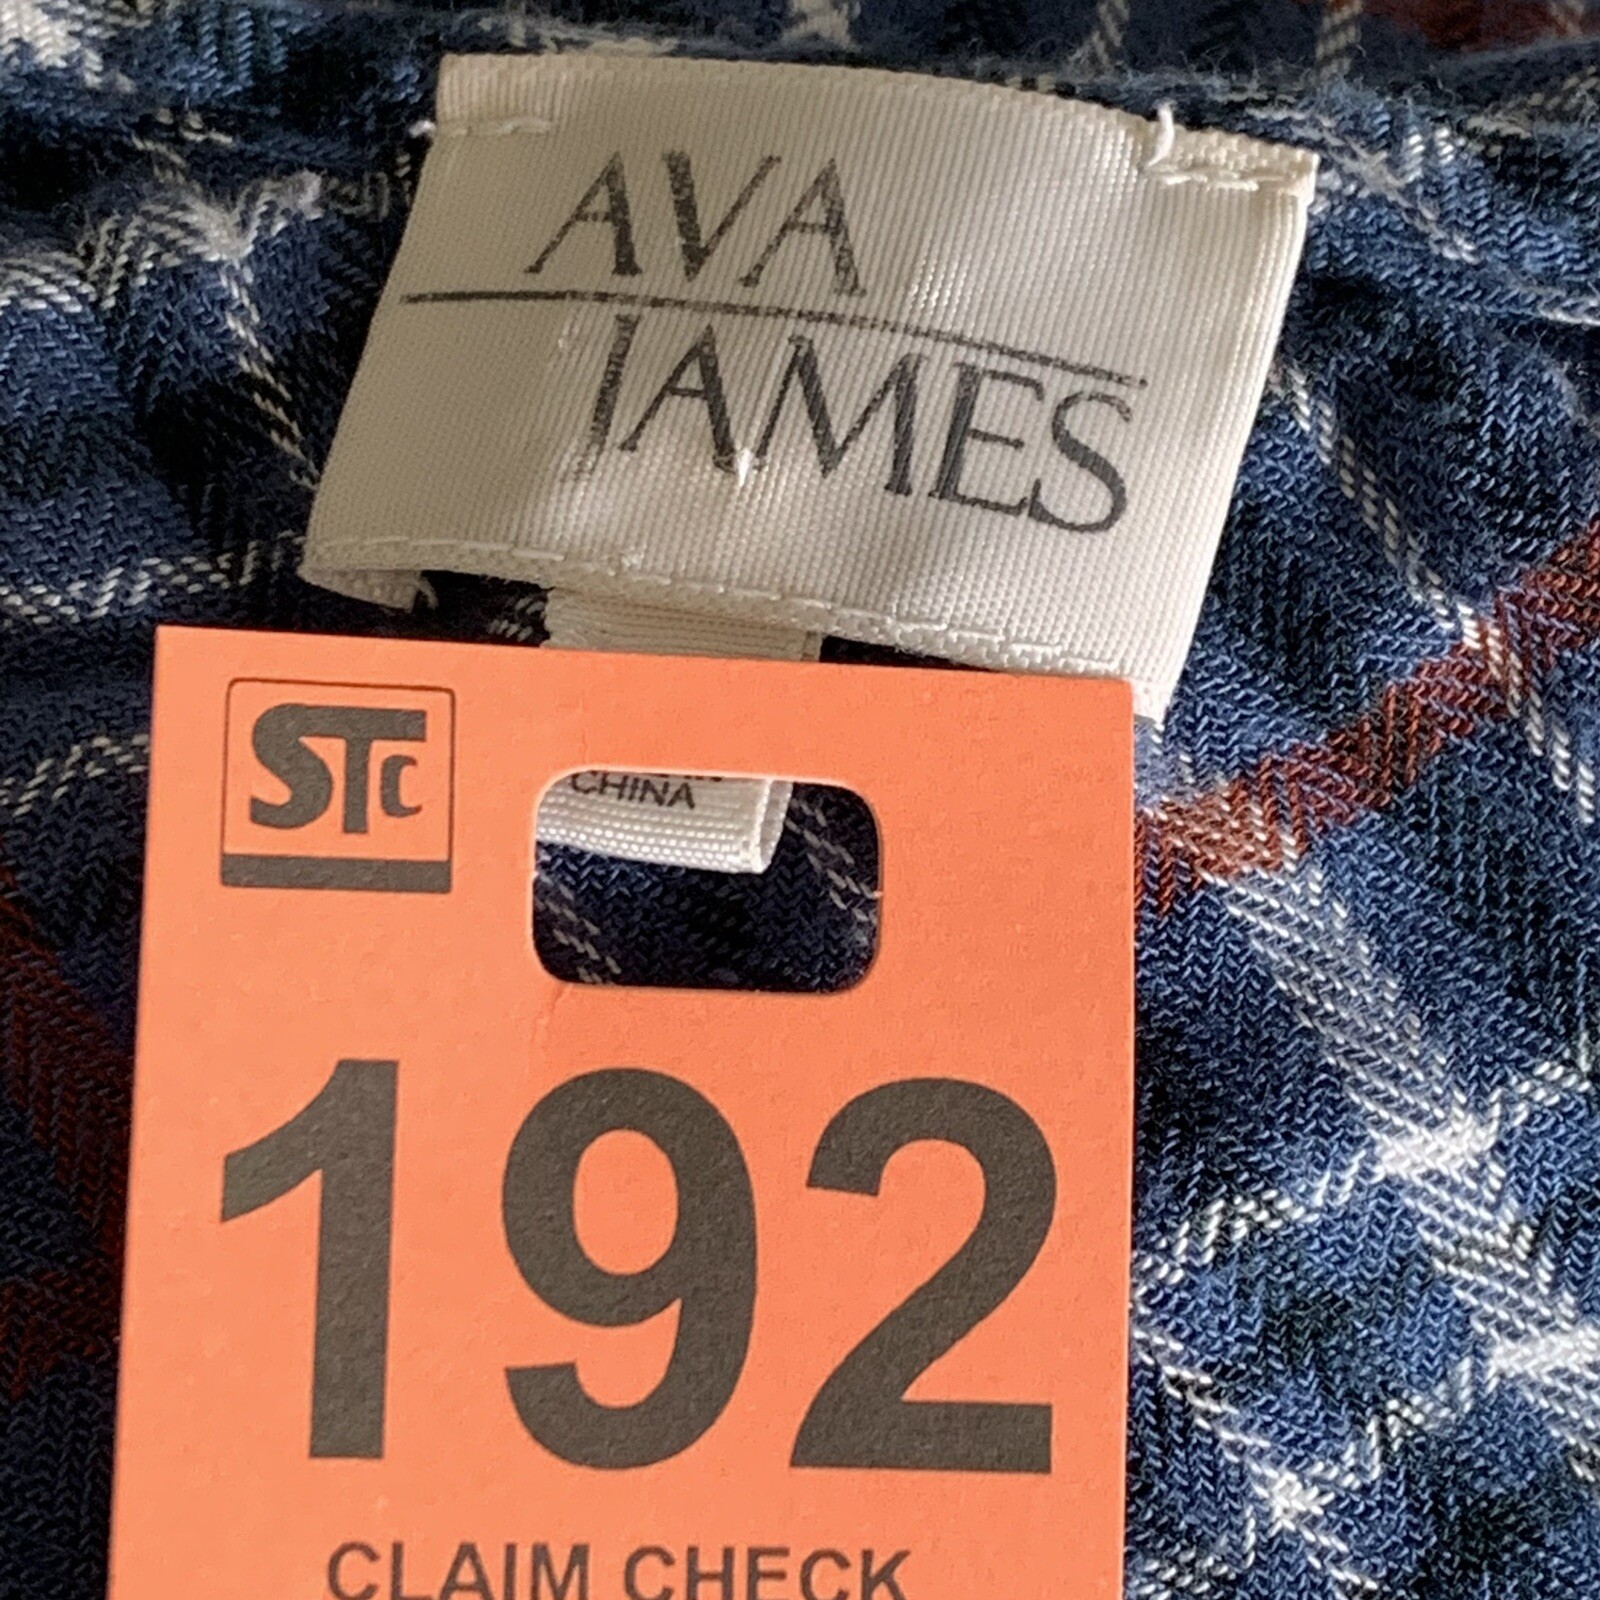 AVA
JAMES
STC
CHINA
192
CLAIM CHECK